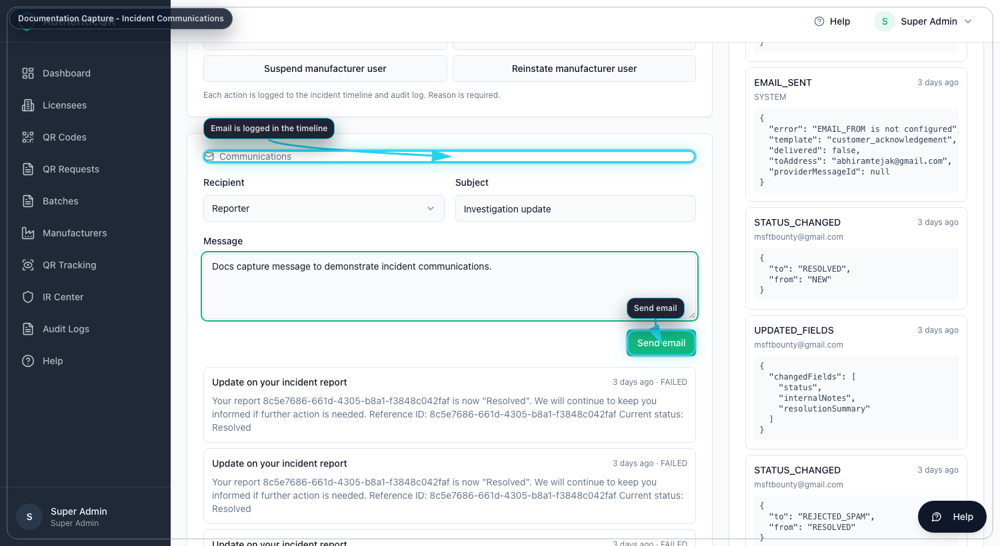 Documentation Capture - Incident Communications
AuthenticQR
Help
S
Super Admin
Dashboard
Licensees
QR Codes
QR Requests
Batches
Manufacturers
QR Tracking
IR Center
Audit Logs
Help
S
Super Admin
Super Admin
Suspend manufacturer user
Reinstate manufacturer user
Each action is logged to the incident timeline and audit log. Reason is required.
Email is logged in the timeline
Communications
Recipient
Subject
Reporter
Investigation update
Message
Docs capture message to demonstrate incident communications.
Send email
Send email
Update on your incident report
3 days ago · FAILED
Your report 8c5e7686-661d-4305-b8a1-f3848c042faf is now "Resolved". We will continue to keep you
informed if further action is needed. Reference ID: 8c5e7686-661d-4305-b8a1-f3848c042faf Current status:
Resolved
Update on your incident report
3 days ago · FAILED
Your report 8c5e7686-661d-4305-b8a1-f3848c042faf is now "Resolved". We will continue to keep you
informed if further action is needed. Reference ID: 8c5e7686-661d-4305-b8a1-f3848c042faf Current status:
Resolved
Update on your incident report
3 days ago · FAILED
}
EMAIL_SENT
3 days ago
SYSTEM
{
"error": "EMAIL_FROM is not configured",
"template": "customer_acknowledgement",
"delivered": false,
"toAddress": "abhiramtejak@gmail.com",
"providerMessageId": null
}
STATUS_CHANGED
3 days ago
msftbounty@gmail.com
{
"to": "RESOLVED",
"from": "NEW"
}
UPDATED_FIELDS
3 days ago
msftbounty@gmail.com
{
"changedFields": [
"status",
"internalNotes",
"resolutionSummary"
]
}
STATUS_CHANGED
3 days ago
msftbounty@gmail.com
{
"to": "REJECTED_SPAM",
"from": "RESOLVED"
}
Help